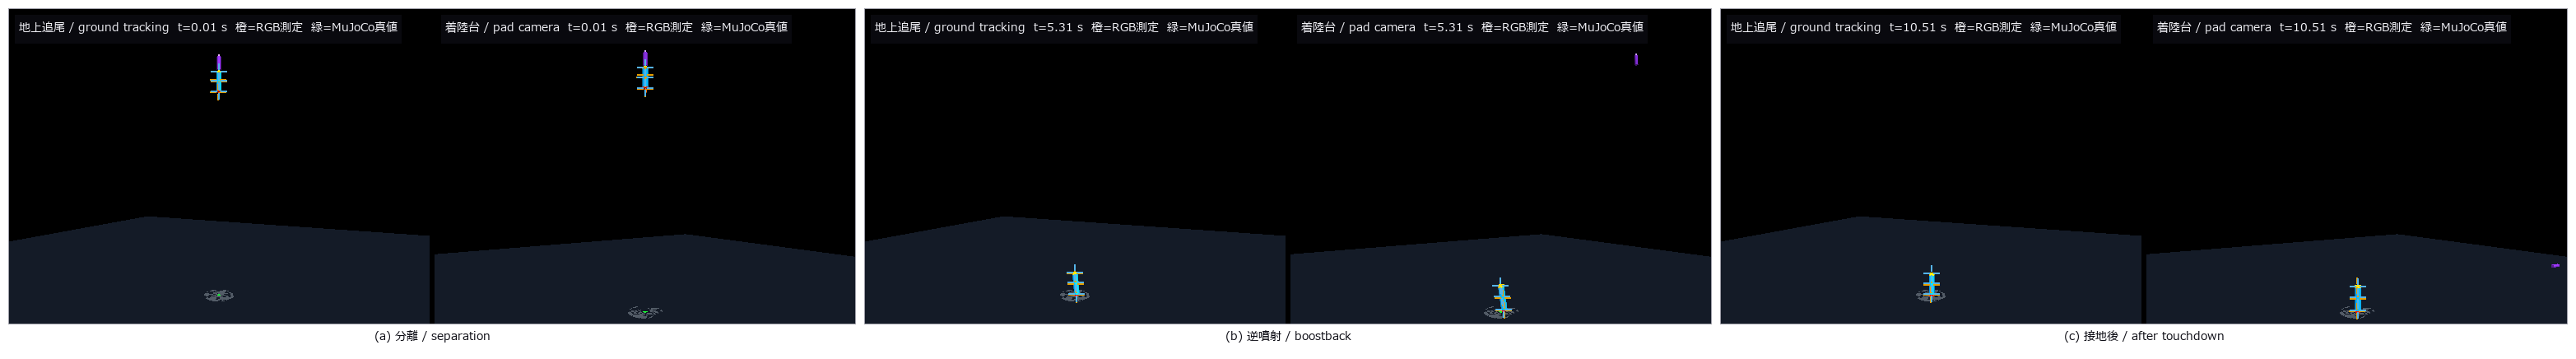 地上追尾 / ground tracking t=0.01 s 橙=RGB測定 緑=MuJoCo真値
着陸台 / pad camera t=0.01 s 橙=RGB測定 緑=MuJoCo真値
(a) 分離 / separation
地上追尾 / ground tracking t=5.31 s 橙=RGB測定 緑=MuJoCo真値
着陸台 / pad camera t=5.31 s 橙=RGB測定 緑=MuJoCo真値
(b) 逆噴射 / boostback
地上追尾 / ground tracking t=10.51 s 橙=RGB測定 緑=MuJoCo真値
着陸台 / pad camera t=10.51 s 橙=RGB測定 緑=MuJoCo真値
(c) 接地後 / after touchdown